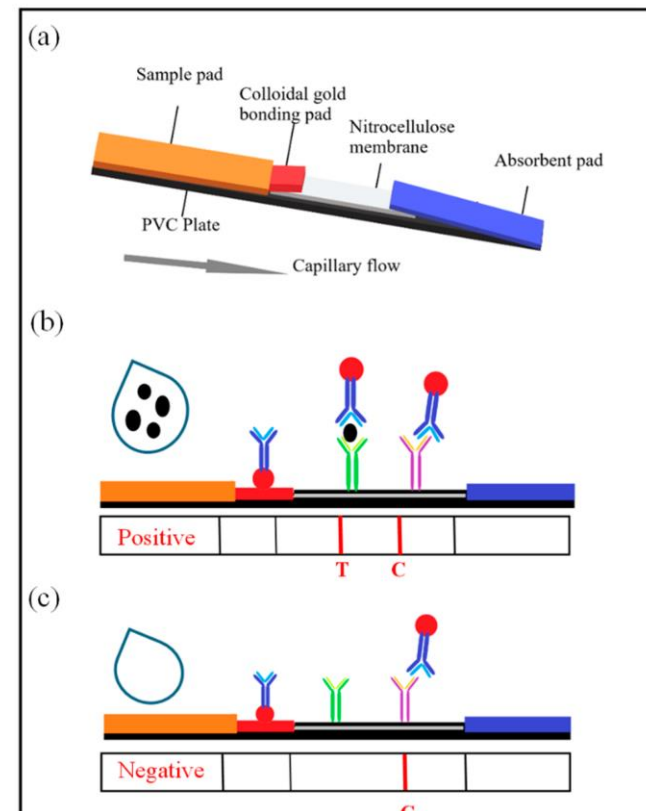 (a)
Sample pad
Colloidal gold
bonding pad
Nitrocellulose
membrane
Absorbent pad
PVC Plate
Capillary flow
(b)
Positive
T
C
(c)
Negative